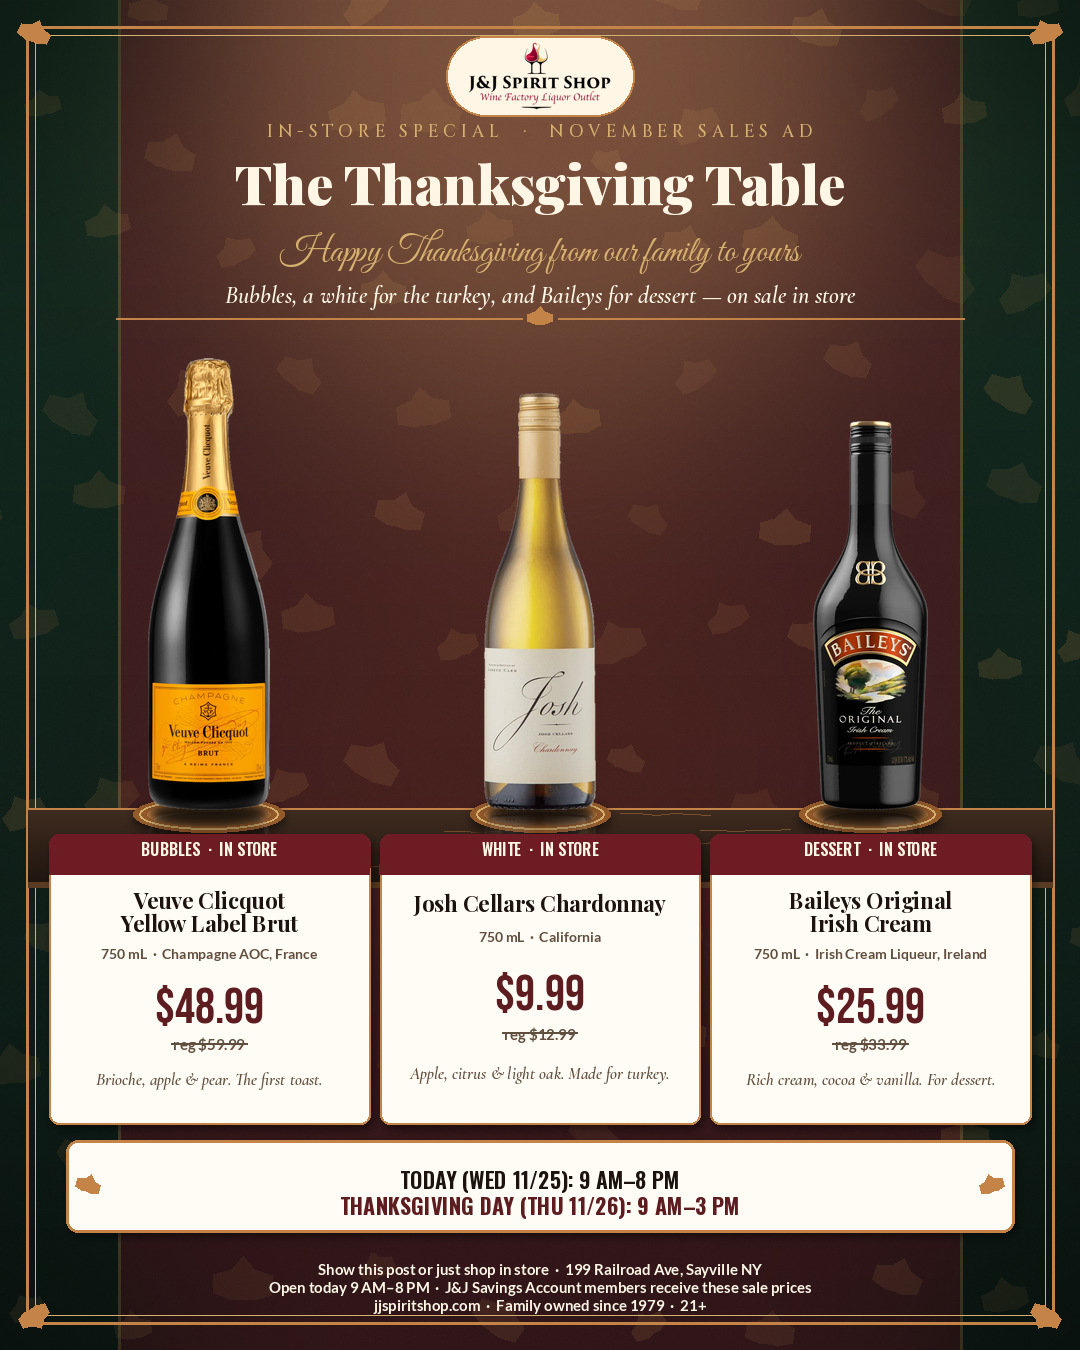 J&J SPIRIT SHOP
Wine Factory Liquor Outlet
IN-STORE SPECIAL · NOVEMBER SALES AD
The Thanksgiving Table
Happy Thanksgiving from our family to yours
Bubbles, a white for the turkey, and Baileys for dessert — on sale in store
Veuve Clicquot
CHAMPAGNE
Veuve Clicquot
BRUT
A REIMS FRANCE
Josh
JOSH CELLARS
Chardonnay
BAILEYS
The
ORIGINAL
Irish Cream
BUBBLES · IN STORE
Veuve Clicquot
Yellow Label Brut
750 mL · Champagne AOC, France
$48.99
reg $59.99
Brioche, apple & pear. The first toast.
WHITE · IN STORE
Josh Cellars Chardonnay
750 mL · California
$9.99
reg $12.99
Apple, citrus & light oak. Made for turkey.
DESSERT · IN STORE
Baileys Original
Irish Cream
750 mL · Irish Cream Liqueur, Ireland
$25.99
reg $33.99
Rich cream, cocoa & vanilla. For dessert.
TODAY (WED 11/25): 9 AM–8 PM
THANKSGIVING DAY (THU 11/26): 9 AM–3 PM
Show this post or just shop in store · 199 Railroad Ave, Sayville NY
Open today 9 AM–8 PM · J&J Savings Account members receive these sale prices
jjspiritshop.com · Family owned since 1979 · 21+